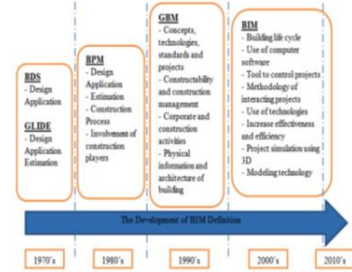 BDS
- Design
Application
GLIDE
- Design
Application
Estimation
BPM
- Design
Application
- Estimation
- Construction
Process
- Involvement of
construction
players
GBM
- Concepts,
technologies,
standards and
projects
- Constructability
and construction
management
- Corporate and
construction
activities
- Physical
information and
architecture of
building
BIM
- Building life cycle
- Use of computer
software
- Tool to control projects
- Methodology of
interacting projects
- Use of technologies
- Increase effectiveness
and efficiency
- Project simulation using
3D
- Modeling technology
The Development of BIM Definition
1970's
1980's
1990's
2000's
2010's